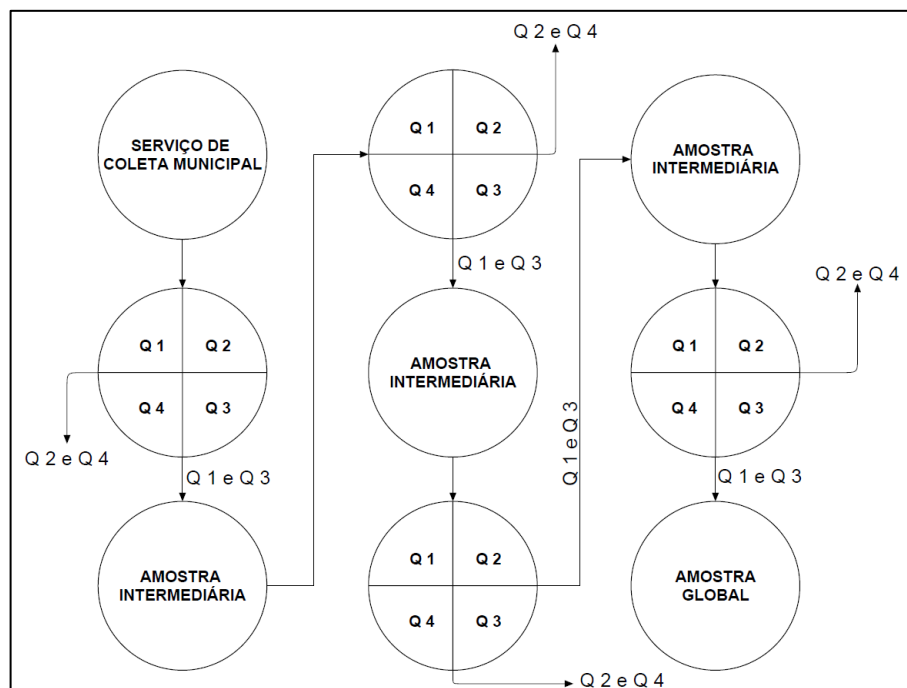 SERVIÇO DE
COLETA MUNICIPAL
Q 1
Q 2
Q 4
Q 3
Q 2 e Q 4
Q 1 e Q 3
AMOSTRA
INTERMEDIÁRIA
Q 2 e Q 4
Q 1
Q 2
Q 4
Q 3
Q 1 e Q 3
AMOSTRA
INTERMEDIÁRIA
Q 1
Q 2
Q 4
Q 3
Q 2 e Q 4
Q 1 e Q 3
AMOSTRA
INTERMEDIÁRIA
Q 2 e Q 4
Q 1
Q 2
Q 4
Q 3
Q 1 e Q 3
AMOSTRA
GLOBAL